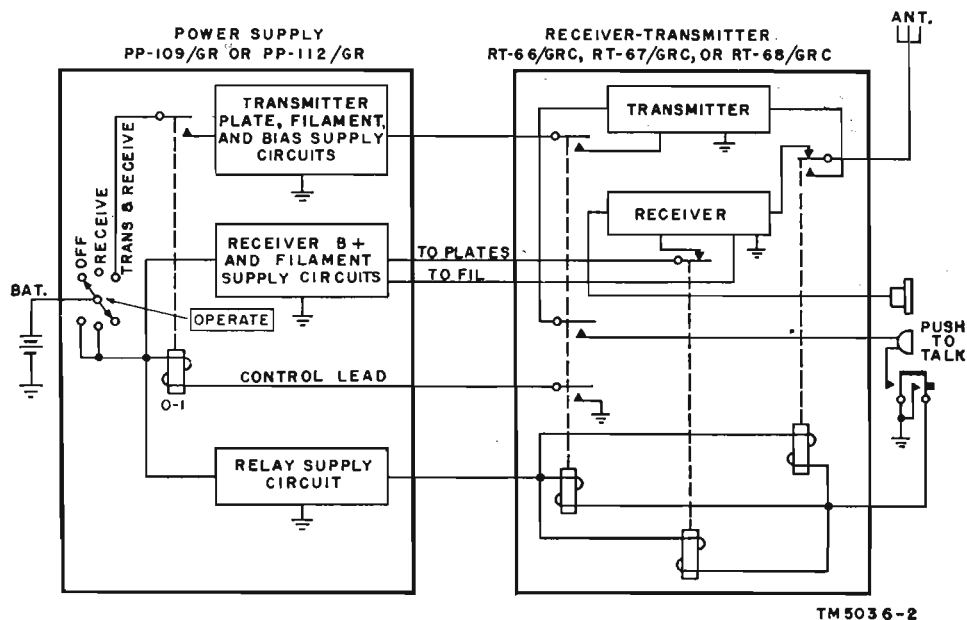 POWER SUPPLY
PP-109/GR OR PP-112/GR
RECEIVER-TRANSMITTER
RT-66/GRC, RT-67/GRC, OR RT-68/GRC
ANT.
TRANSMITTER
PLATE, FILAMENT,
AND BIAS SUPPLY
CIRCUITS
TRANSMITTER
OFF
RECEIVE
TRANS & RECEIVE
RECEIVER B+
AND FILAMENT
SUPPLY CIRCUITS
TO PLATES
TO FIL
RECEIVER
BAT.
OPERATE
PUSH
TO
TALK
CONTROL LEAD
O-1
RELAY SUPPLY
CIRCUIT
TM5036-2